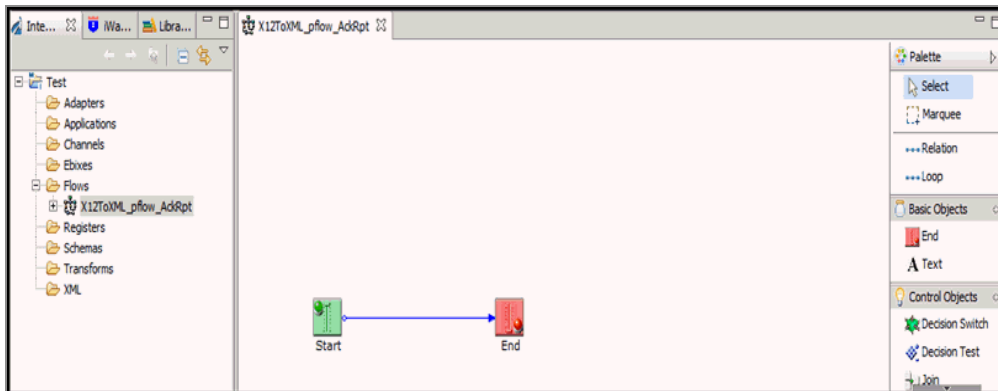 Inte...
iWa...
Libra...
Test
Adapters
Applications
Channels
Ebixes
Flows
X12ToXML_pflow_AckRpt
Registers
Schemas
Transforms
XML
X12ToXML_pflow_AckRpt
Start
End
Palette
Select
Marquee
Relation
Loop
Basic Objects
End
A Text
Control Objects
Decision Switch
Decision Test
Join